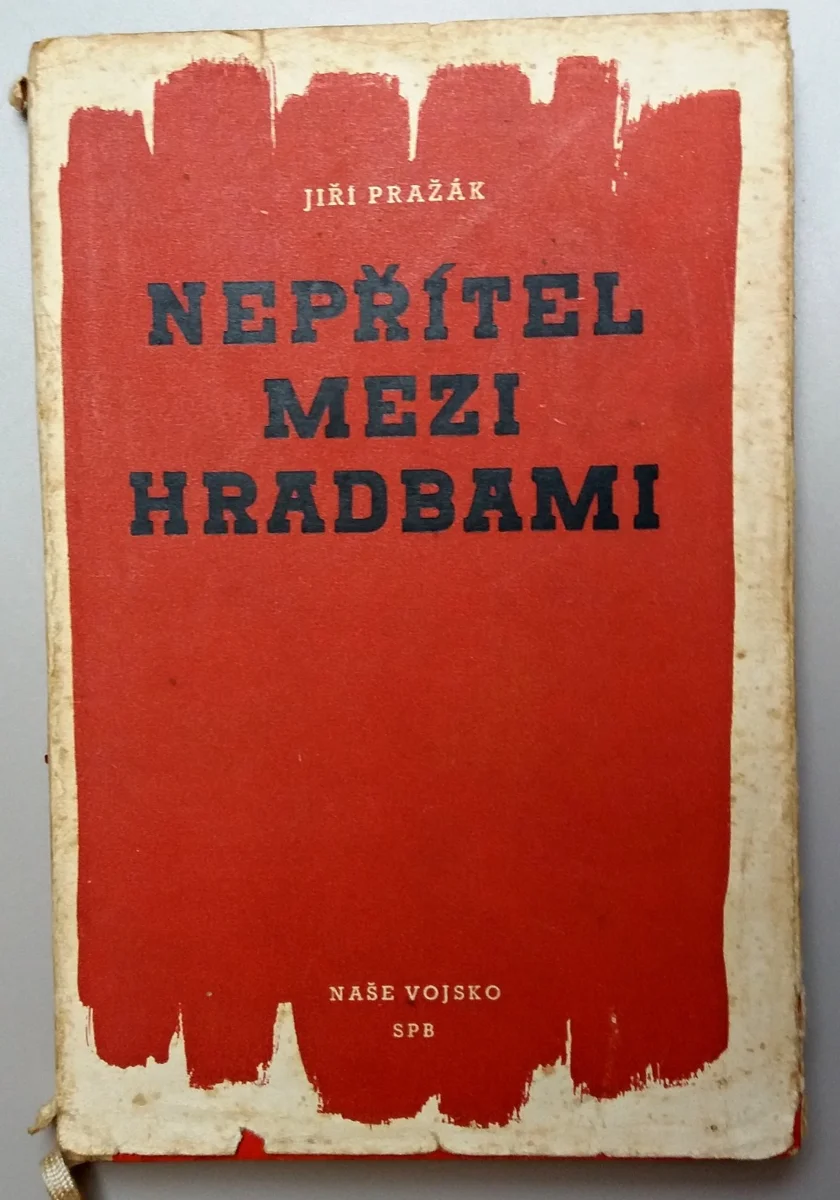 JIŘÍ PRAŽÁK
NEPŘÍTEL
MEZI
HRADBAMI
NAŠE VOJSKO
SPB